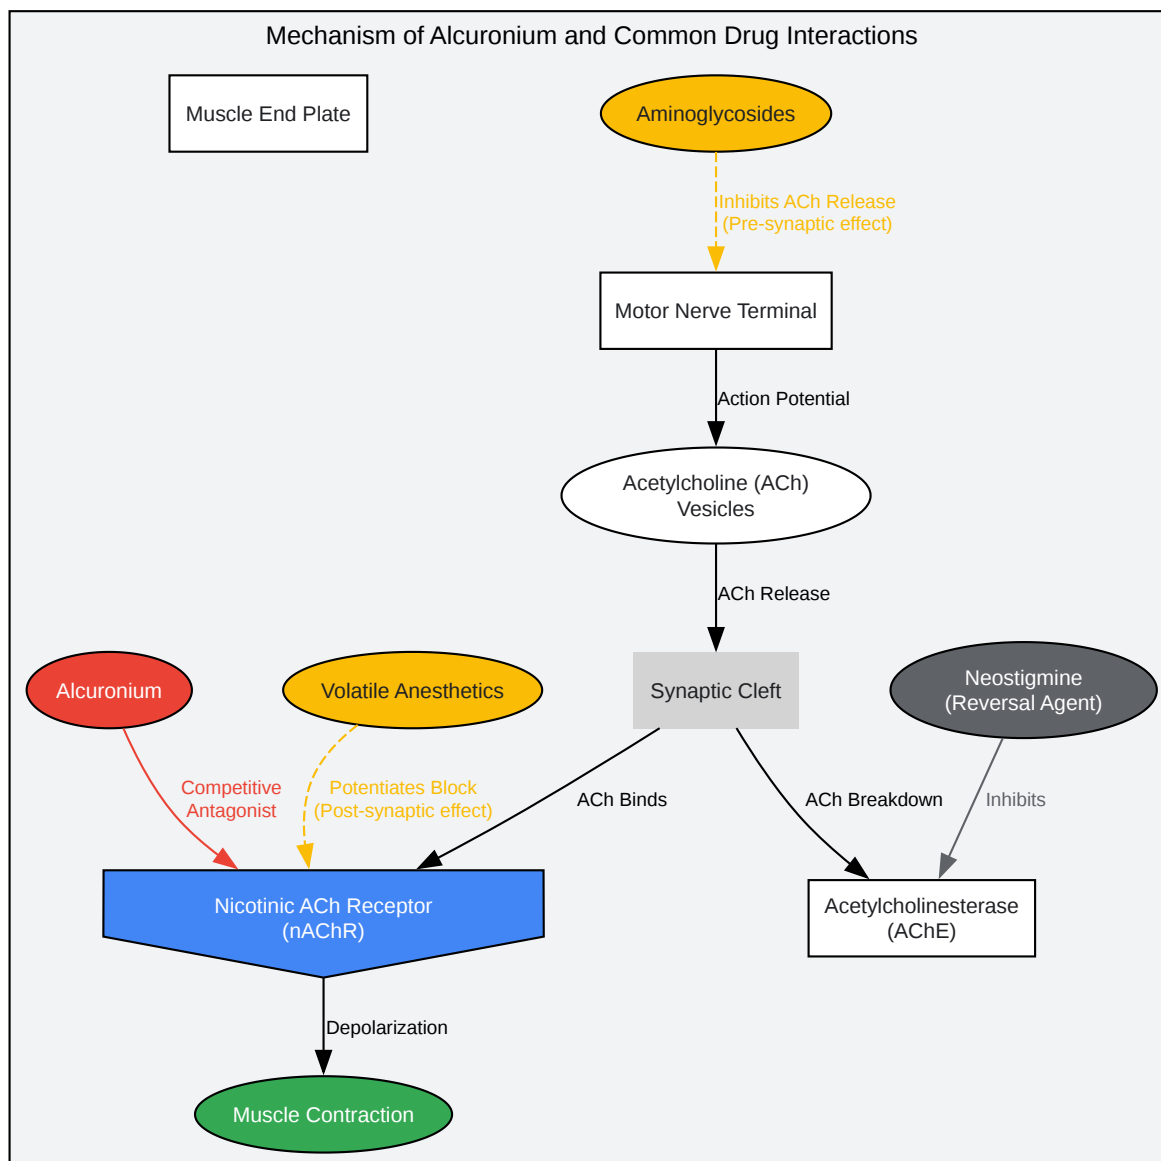 Mechanism of Alcuronium and Common Drug Interactions
Muscle End Plate
Aminoglycosides
Inhibits ACh Release
(Pre-synaptic effect)
Motor Nerve Terminal
Action Potential
Acetylcholine (ACh)
Vesicles
ACh Release
Alcuronium
Volatile Anesthetics
Synaptic Cleft
Neostigmine
(Reversal Agent)
Competitive
Antagonist
Potentiates Block
(Post-synaptic effect)
ACh Binds
ACh Breakdown
Inhibits
Nicotinic ACh Receptor
(nAChR)
Acetylcholinesterase
(AChE)
Depolarization
Muscle Contraction